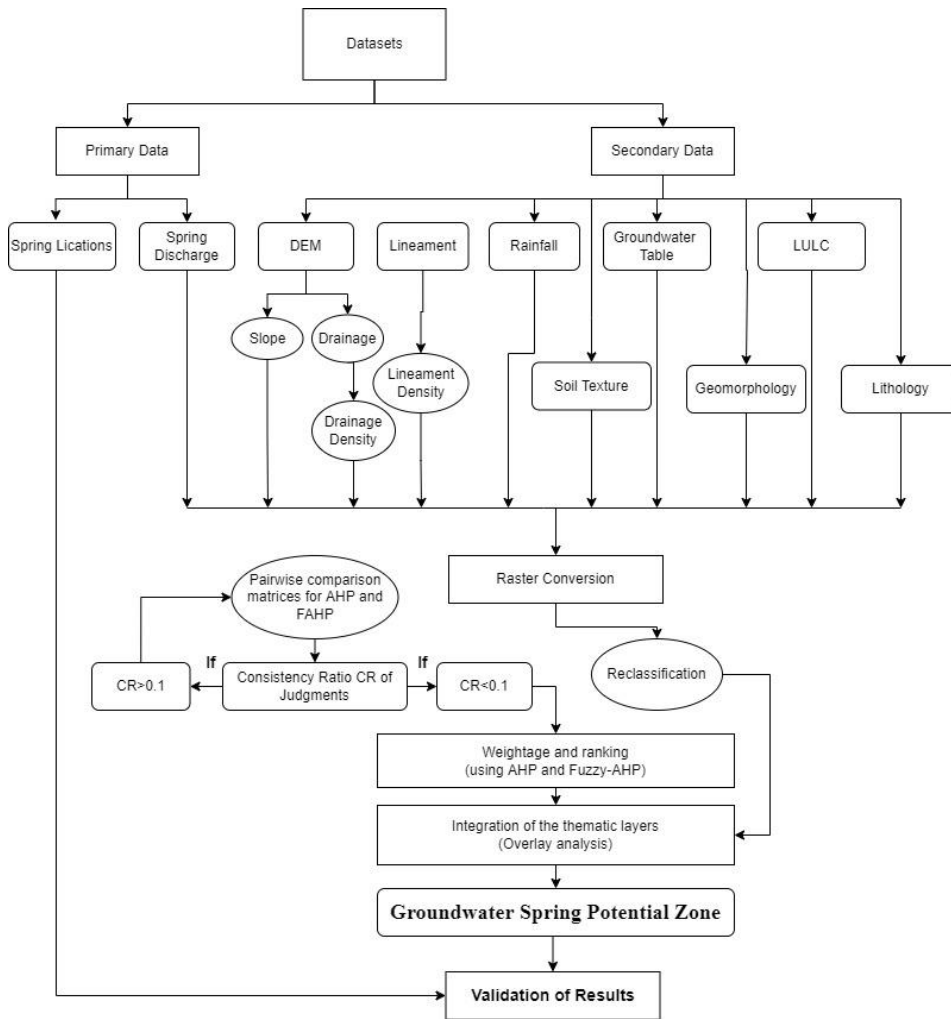 Datasets
Primary Data
Secondary Data
Spring Lications
Spring
Discharge
DEM
Lineament
Rainfall
Groundwater
Table
LULC
Slope
Drainage
Lineament
Density
Soil Texture
Geomorphology
Lithology
Drainage
Density
Raster Conversion
Pairwise comparison
matrices for AHP and
FAHP
If
If
CR>0.1
Consistency Ratio CR of
Judgments
CR<0.1
Reclassification
Weightage and ranking
(using AHP and Fuzzy-AHP)
Integration of the thematic layers
(Overlay analysis)
Groundwater Spring Potential Zone
Validation of Results